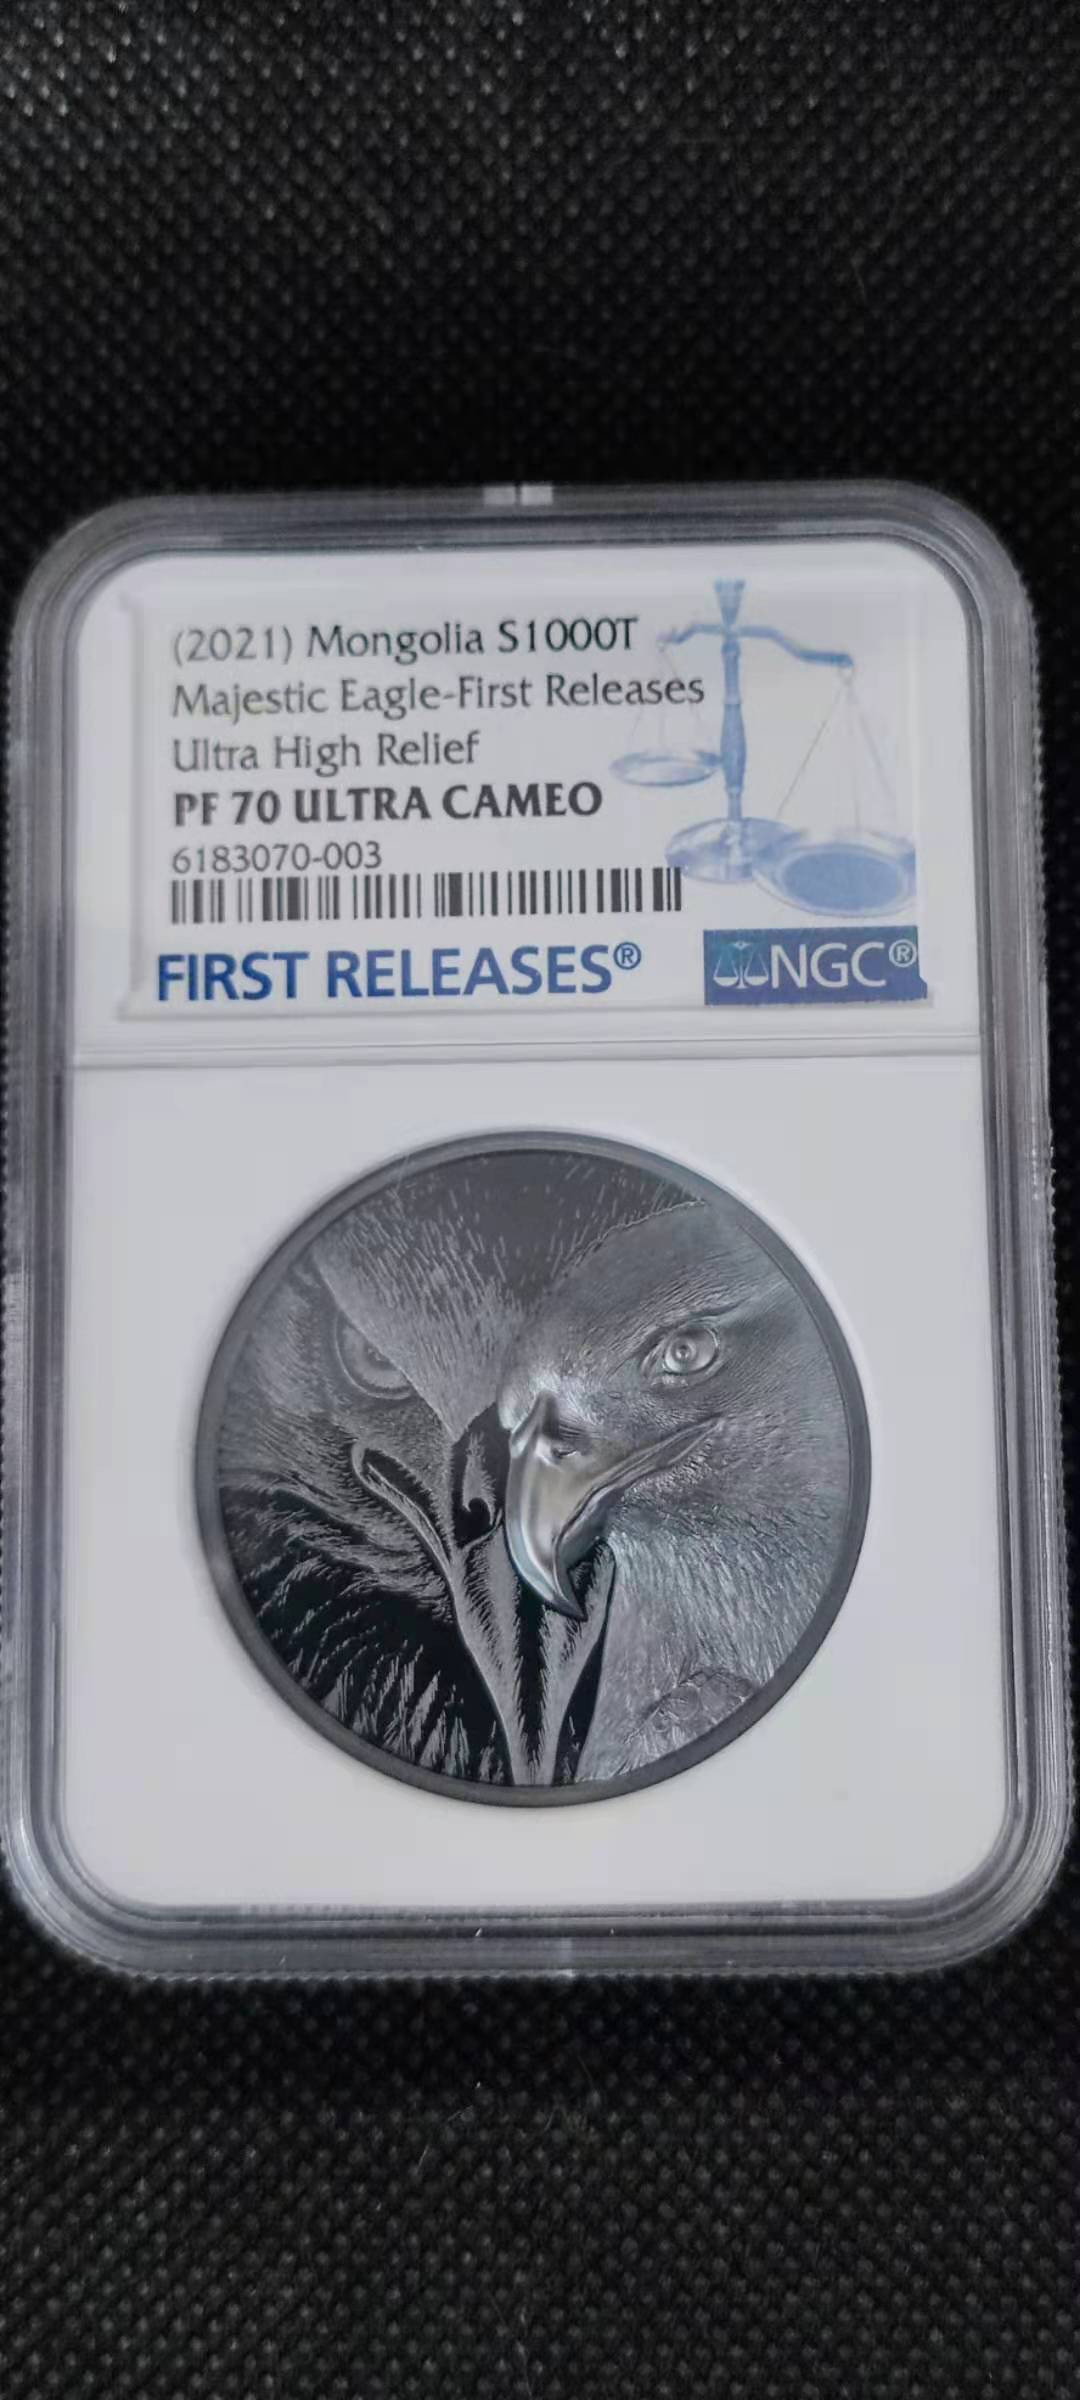 (2021) Mongolia S1000T
Majestic Eagle-First Releases
Ultra High Relief
PF 70 ULTRA CAMEO
6183070-003
FIRST RELEASES®
NGC®